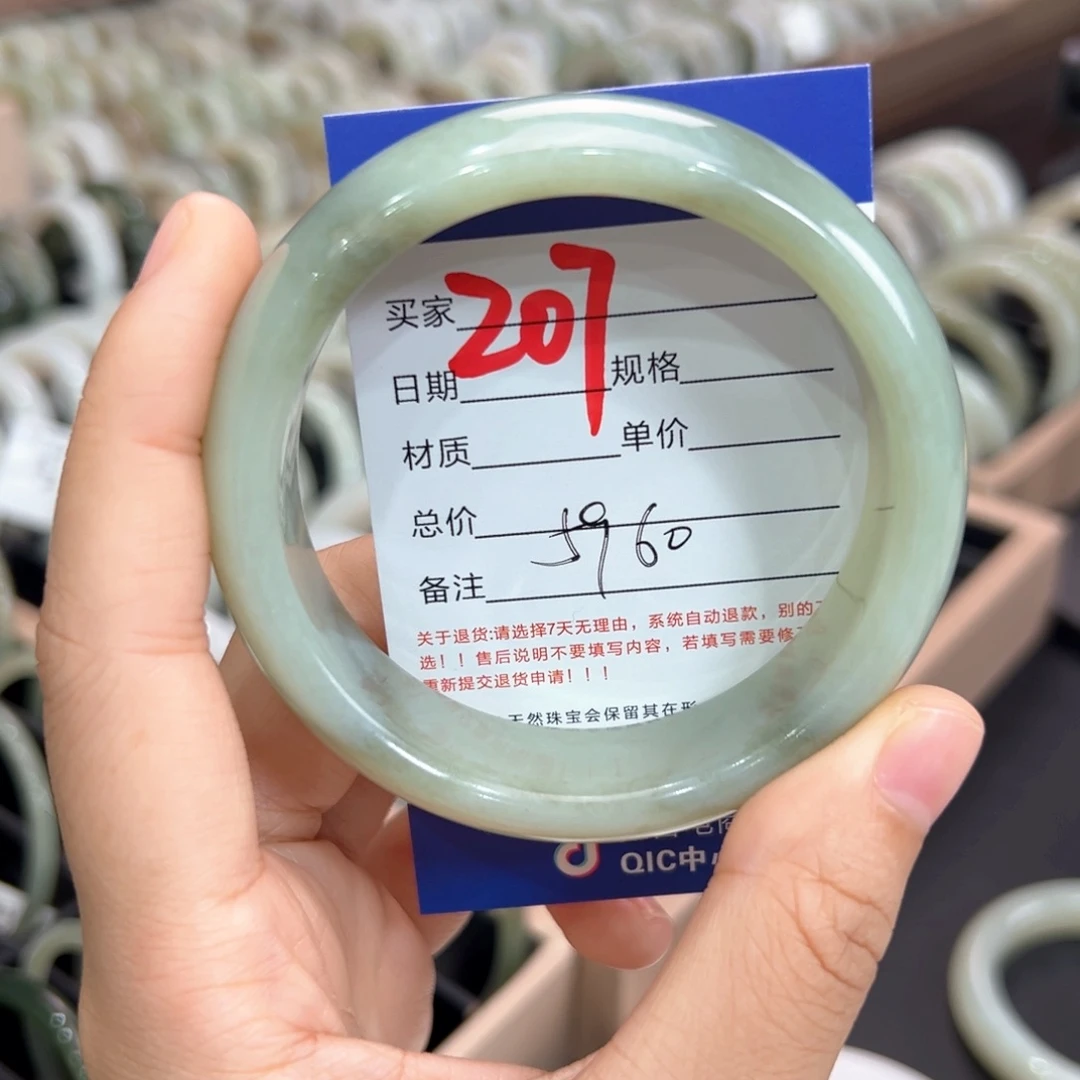 207
买家
日期 规格
材质 单价
总价
5960
备注
关于退货:请选择7天无理由，系统自动退款，别的
选！！售后说明不要填写内容，若填写需要修
重新提交退货申请！！！
天然珠宝会保留其在形
QIC中心